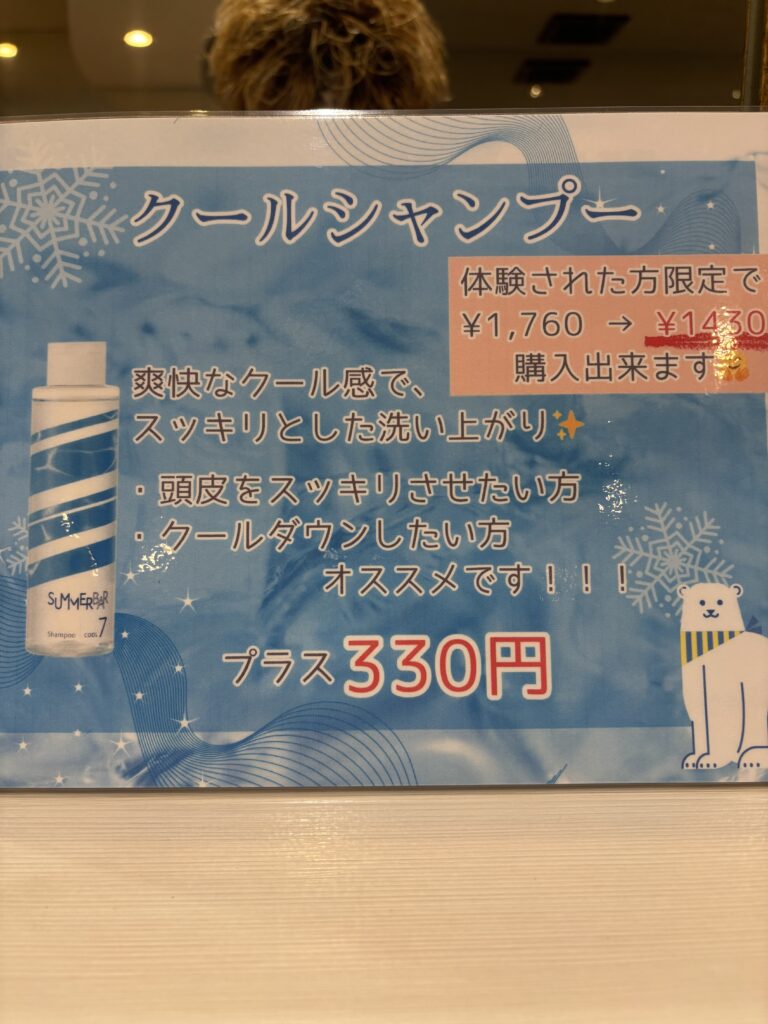 クールシャンプー
体験された方限定で
¥1,760 → ¥1430
購入出来ます
爽快なクール感で、
スッキリとした洗い上がり✨
・頭皮をスッキリさせたい方
・クールダウンしたい方
オススメです！！！
SUMMERBAR
Shampoo COOL 7
プラス330円